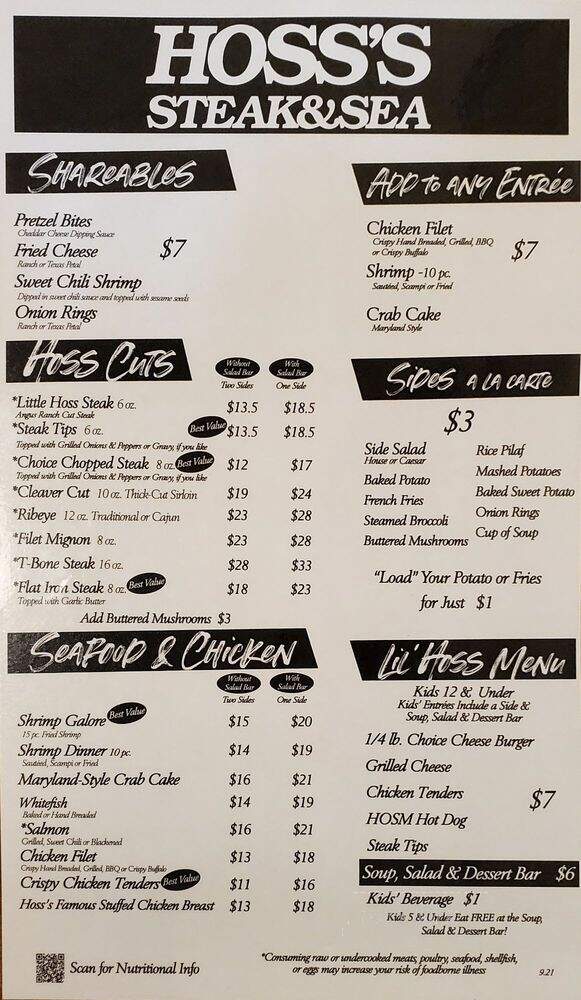 HOSS'S
STEAK&SEA
SHAREABLES
Pretzel Bites
Cheddar Cheese Dipping Sauce
Fried Cheese
Ranch or Texas Petal
$7
Sweet Chili Shrimp
Dipped in sweet chili sauce and topped with sesame seeds
Onion Rings
Ranch or Texas Petal
ADD TO ANY ENTRÉE
Chicken Filet
Crispy Hand Breaded, Grilled, BBQ
or Crispy Buffalo
$7
Shrimp -10 pc.
Sautéed, Scampi or Fried
Crab Cake
Maryland Style
HOSS CUTS
Without Salad Bar
With Salad Bar
Two Sides
One Side
*Little Hoss Steak 6 oz. $13.5 $18.5
Angus Ranch Cut Steak
*Steak Tips 6 oz. Best Value $13.5 $18.5
Topped with Grilled Onions & Peppers or Gravy, if you like
*Choice Chopped Steak 8 oz. Best Value $12 $17
Topped with Grilled Onions & Peppers or Gravy, if you like
*Cleaver Cut 10 oz. Thick-Cut Sirloin $19 $24
*Ribeye 12 oz. Traditional or Cajun $23 $28
*Filet Mignon 8 oz. $23 $28
*T-Bone Steak 16 oz. $28 $33
*Flat Iron Steak 8 oz. Best Value $18 $23
Topped with Garlic Butter
Add Buttered Mushrooms $3
SIDES A LA CARTE
$3
Side Salad
House or Caesar
Baked Potato
French Fries
Steamed Broccoli
Buttered Mushrooms
Rice Pilaf
Mashed Potatoes
Baked Sweet Potato
Onion Rings
Cup of Soup
"Load" Your Potato or Fries
for Just $1
SEAFOOD & CHICKEN
Without Salad Bar
With Salad Bar
Two Sides
One Side
Shrimp Galore Best Value $15 $20
15 pc. Fried Shrimp
Shrimp Dinner 10 pc. $14 $19
Sautéed, Scampi or Fried
Maryland-Style Crab Cake $16 $21
Whitefish $14 $19
Baked or Hand Breaded
*Salmon $16 $21
Grilled, Sweet Chili or Blackened
Chicken Filet $13 $18
Crispy Hand Breaded, Grilled, BBQ or Crispy Buffalo
Crispy Chicken Tenders Best Value $11 $16
Hoss's Famous Stuffed Chicken Breast $13 $18
LIL' HOSS MENU
Kids 12 & Under
Kids' Entrées Include a Side &
Soup, Salad & Dessert Bar
1/4 lb. Choice Cheese Burger
Grilled Cheese
Chicken Tenders
$7
HOSM Hot Dog
Steak Tips
Soup, Salad & Dessert Bar $6
Kids' Beverage $1
Kids 5 & Under Eat FREE at the Soup,
Salad & Dessert Bar!
Scan for Nutritional Info
*Consuming raw or undercooked meats, poultry, seafood, shellfish,
or eggs may increase your risk of foodborne illness
9.21